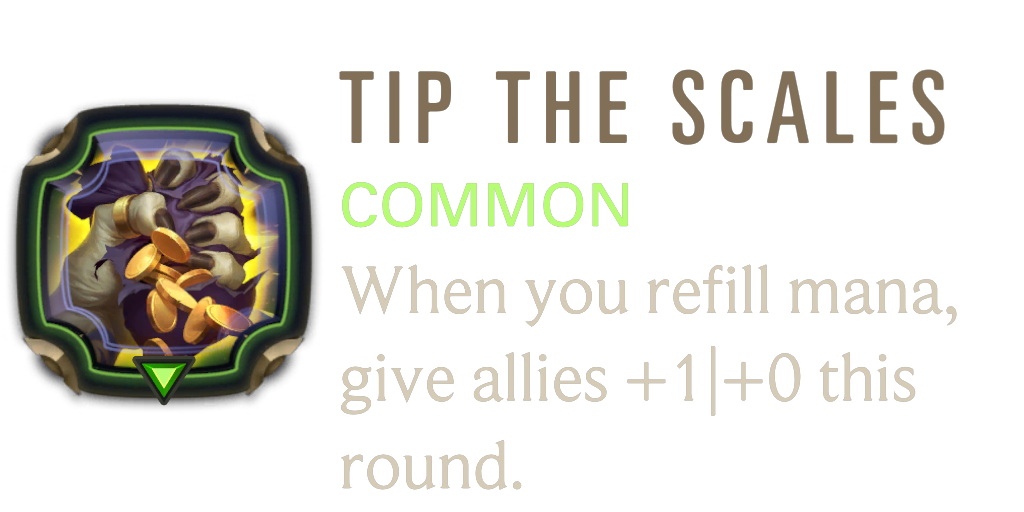 TIP THE SCALES
COMMON
When you refill mana,
give allies +1|+0 this
round.